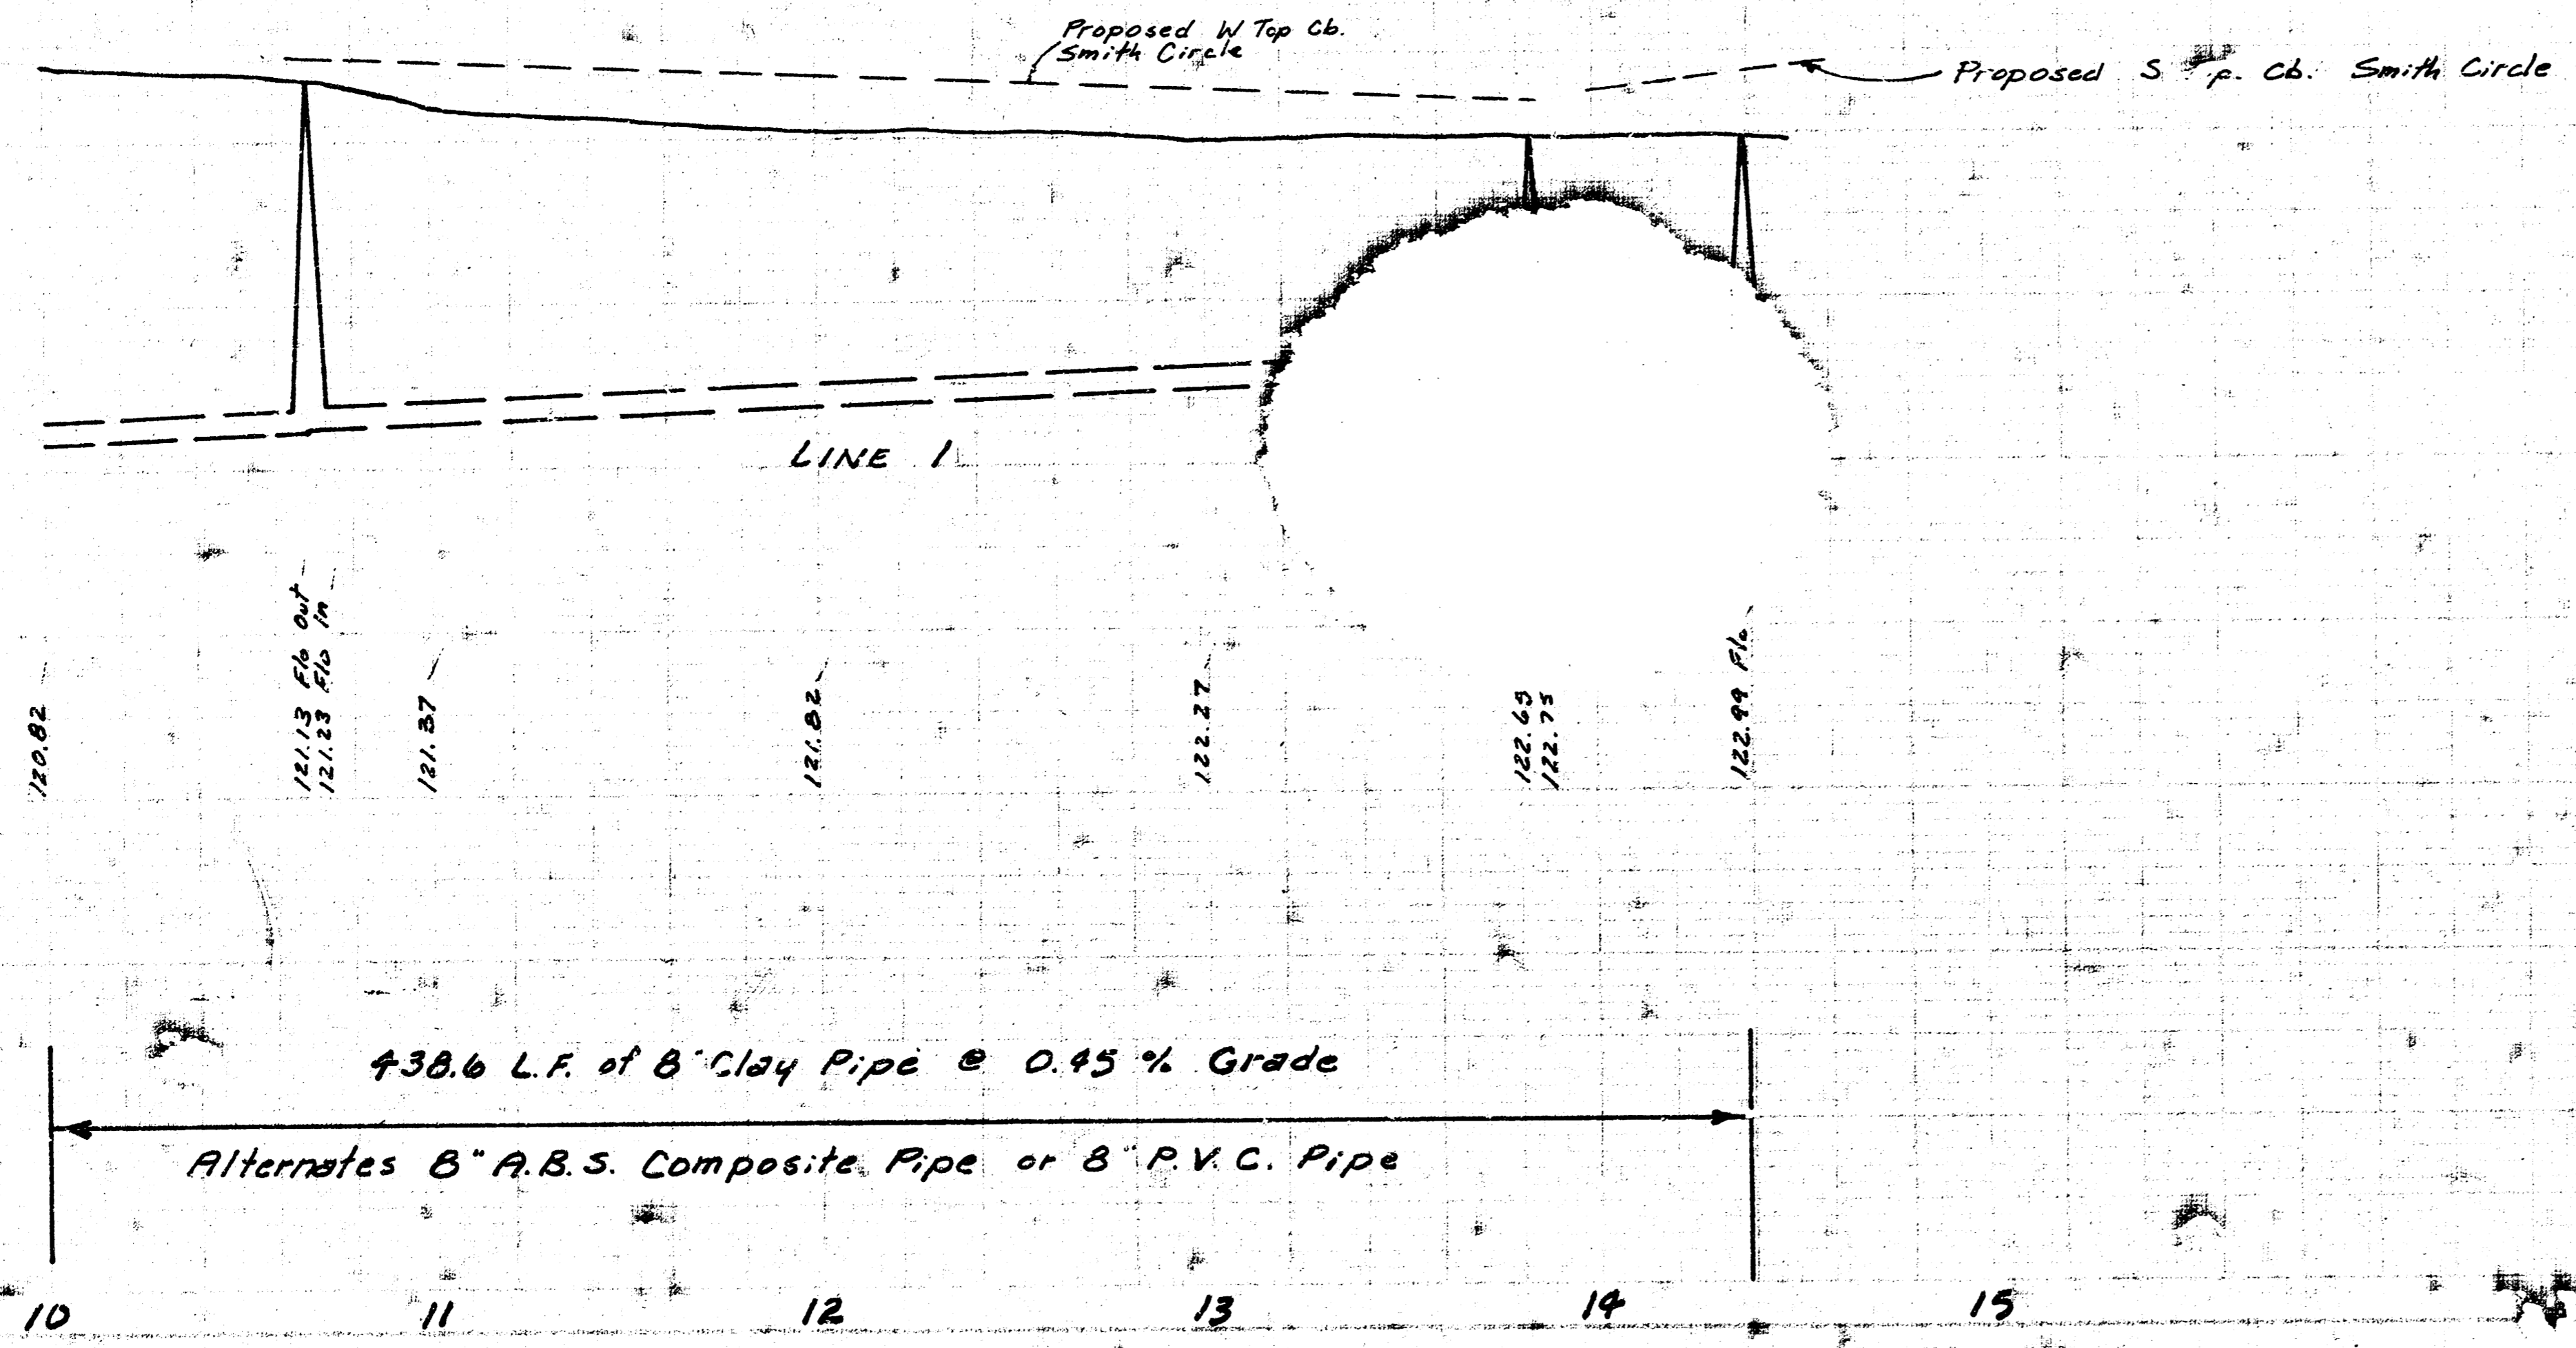 Proposed W Top Cb.
Smith Circle
Proposed S p. Cb. Smith Circle
LINE 1
120.82
121.13 Flo Out
121.23 Flo in
121.37
121.82
122.27
122.65
122.75
122.99 Flo
438.6 L.F. of 8" Clay Pipe @ 0.45 % Grade
Alternates 8" A.B.S. Composite Pipe or 8" P.V.C. Pipe
10 11 12 13 14 15